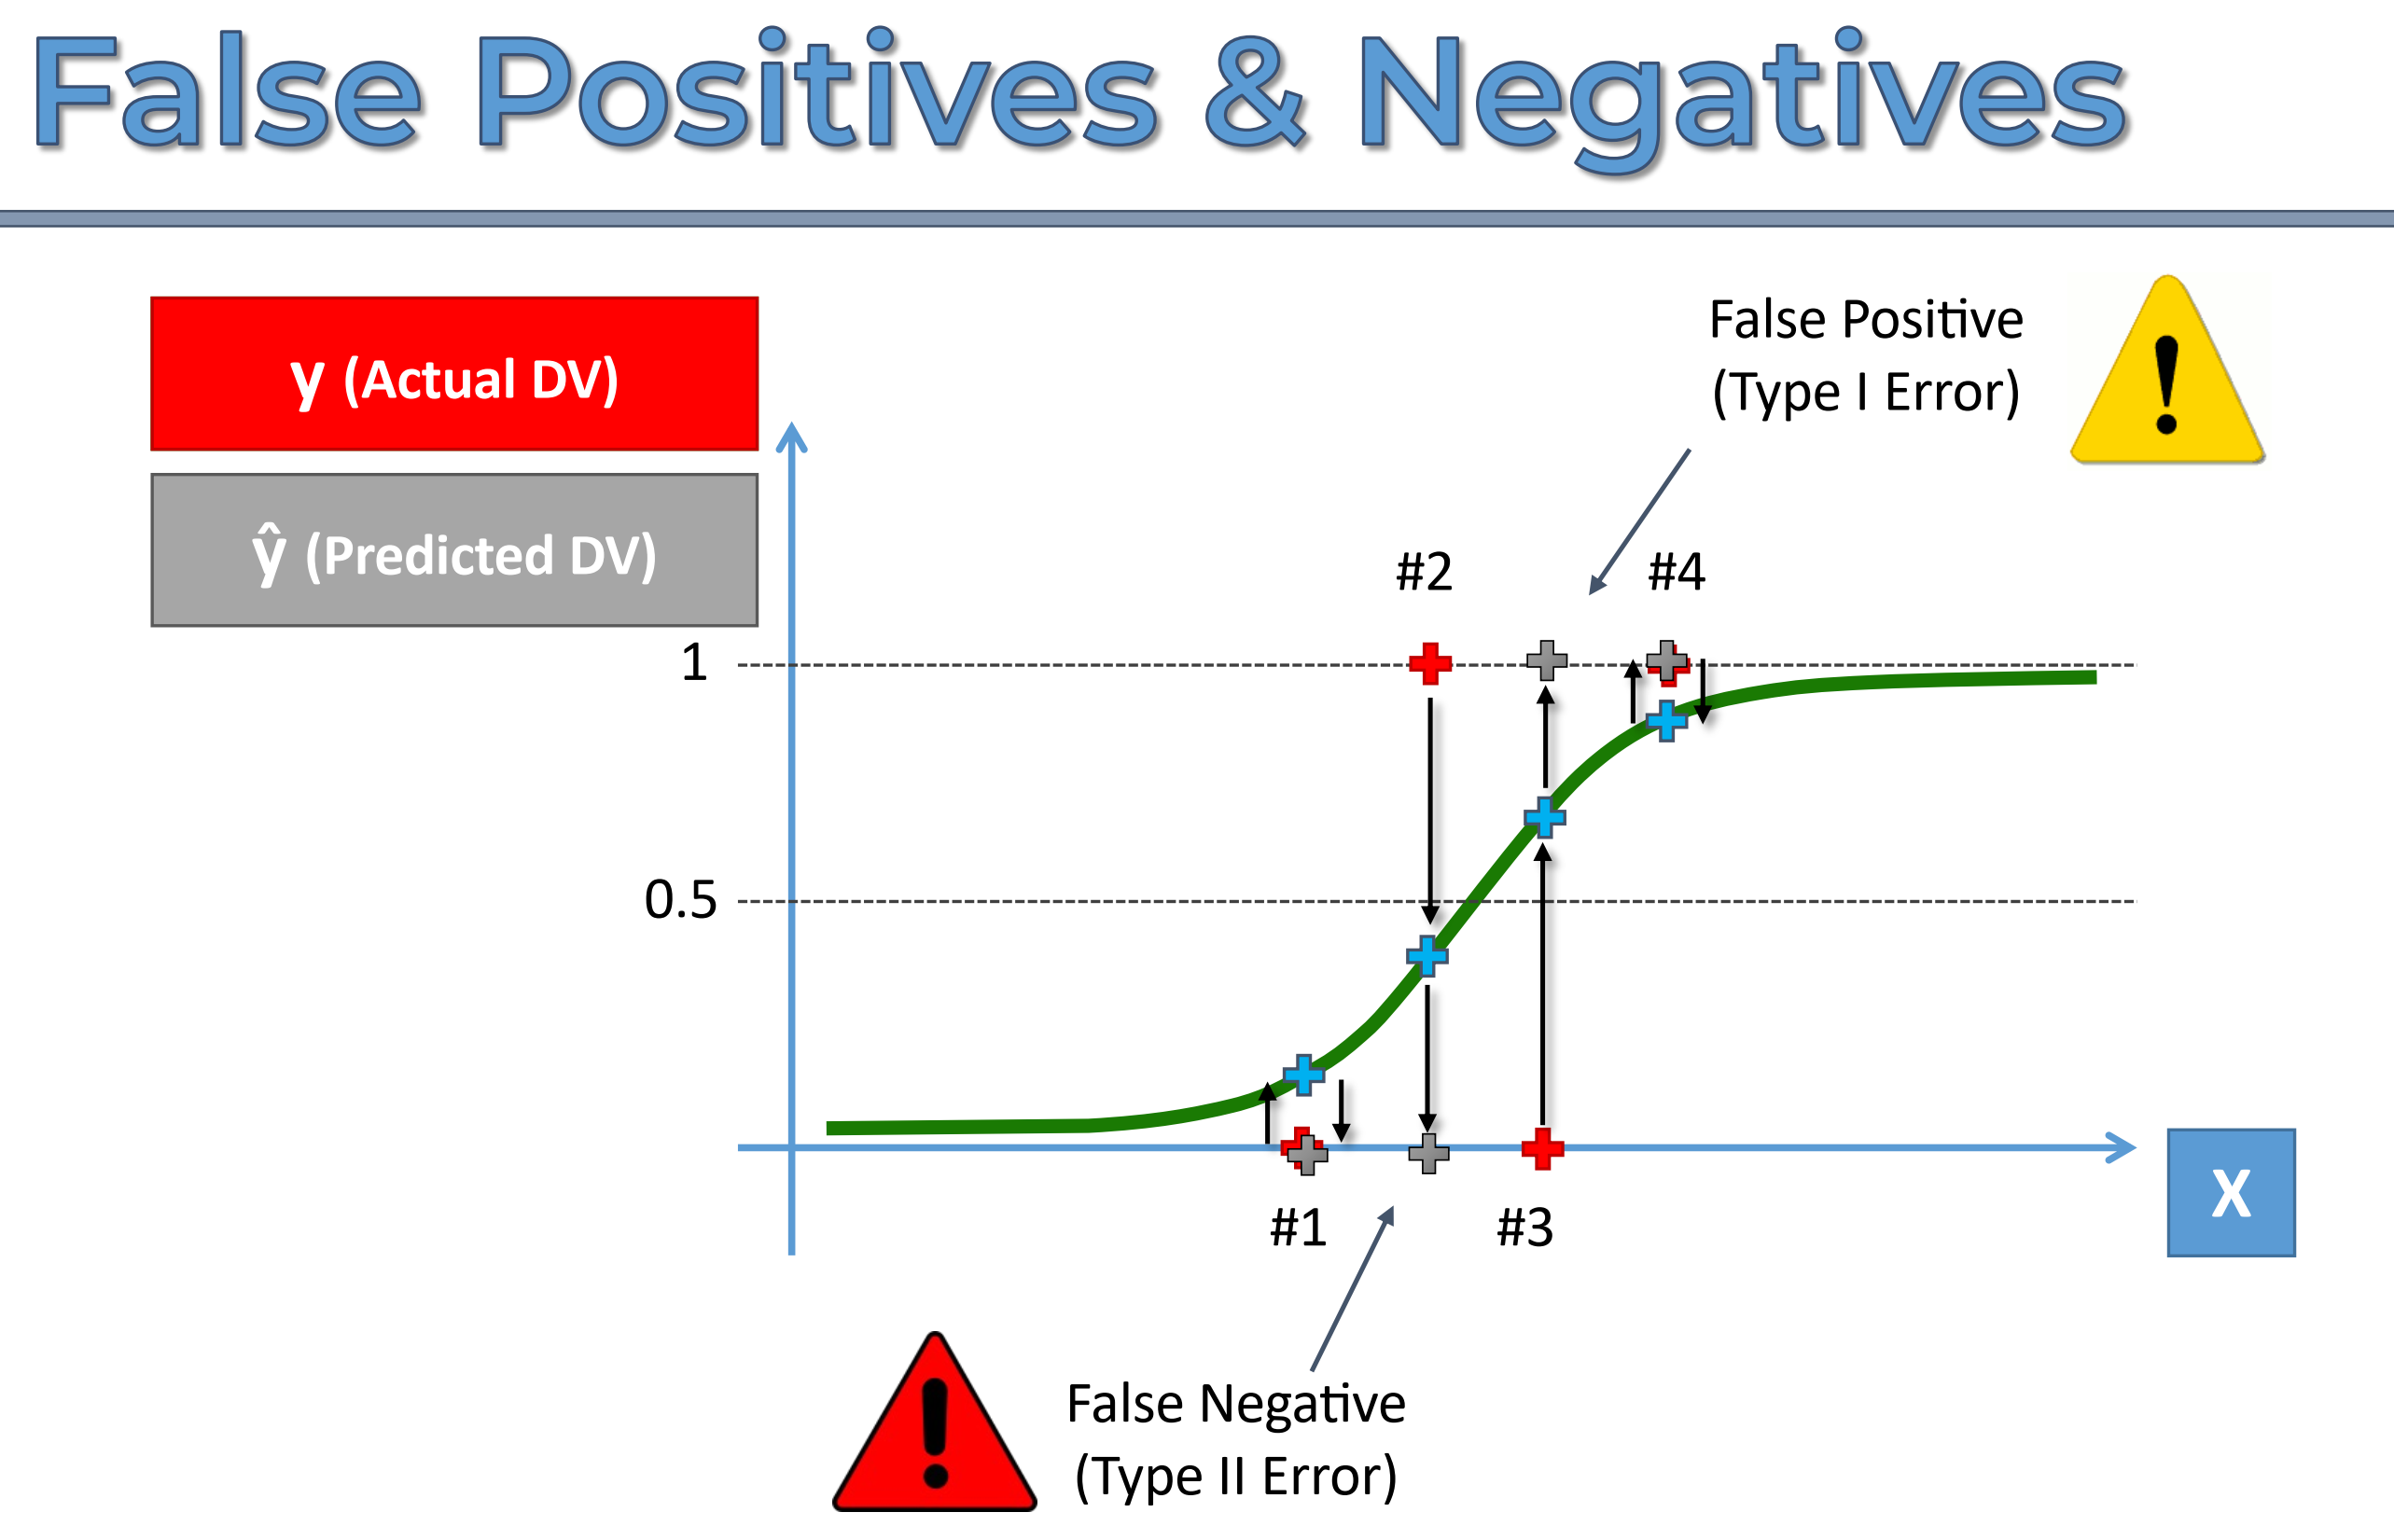 False Positives & Negatives
y (Actual DV)
ŷ (Predicted DV)
False Positive
(Type I Error)
#2
#4
1
0.5
X
#1
#3
False Negative
(Type II Error)